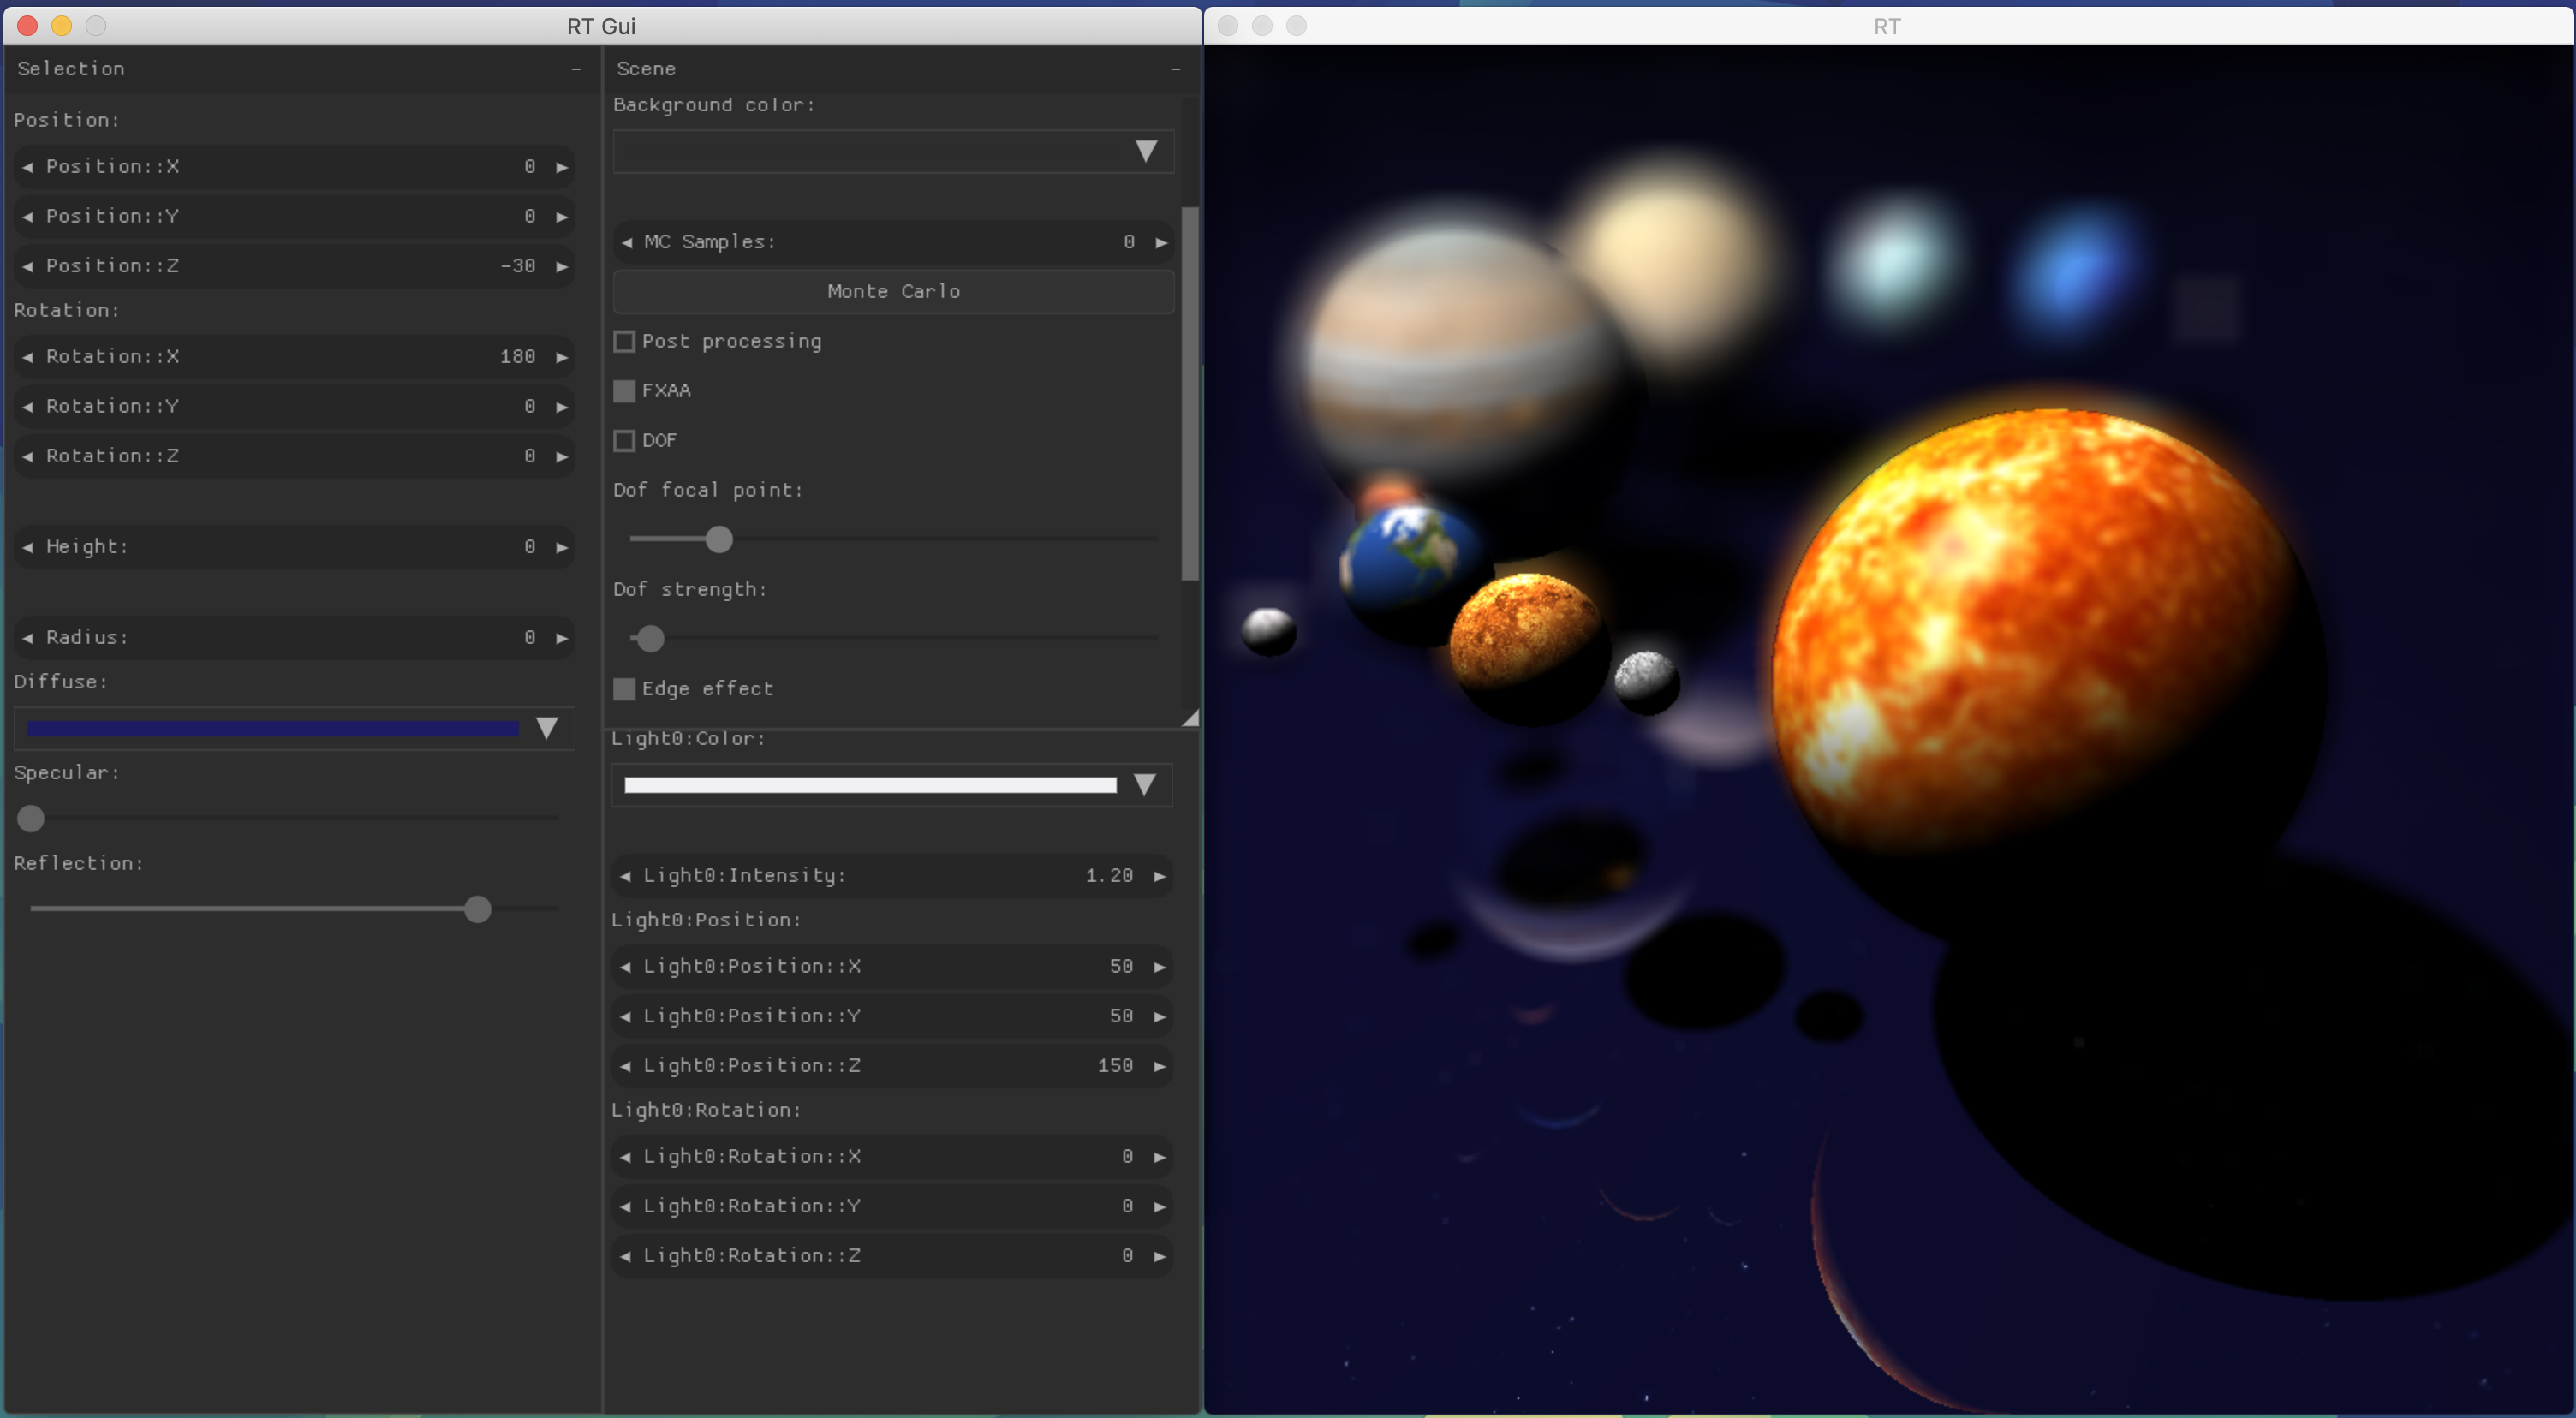 RT Gui
RT
Selection -
Position:
Position::X 0
Position::Y 0
Position::Z -30
Rotation:
Rotation::X 180
Rotation::Y 0
Rotation::Z 0
Height: 0
Radius: 0
Diffuse:
Specular:
Reflection:
Scene -
Background color:
MC Samples: 0
Monte Carlo
Post processing
FXAA
DOF
Dof focal point:
Dof strength:
Edge effect
Light0:Color:
Light0:Intensity: 1.20
Light0:Position:
Light0:Position::X 50
Light0:Position::Y 50
Light0:Position::Z 150
Light0:Rotation:
Light0:Rotation::X 0
Light0:Rotation::Y 0
Light0:Rotation::Z 0